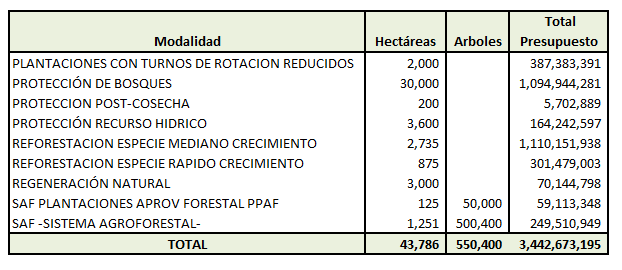 Modalidad Hectáreas Arboles Total Presupuesto
PLANTACIONES CON TURNOS DE ROTACION REDUCIDOS 2,000 387,383,391
PROTECCIÓN DE BOSQUES 30,000 1,094,944,281
PROTECCION POST-COSECHA 200 5,702,889
PROTECCIÓN RECURSO HIDRICO 3,600 164,242,597
REFORESTACION ESPECIE MEDIANO CRECIMIENTO 2,735 1,110,151,938
REFORESTACION ESPECIE RAPIDO CRECIMIENTO 875 301,479,003
REGENERACIÓN NATURAL 3,000 70,144,798
SAF PLANTACIONES APROV FORESTAL PPAF 125 50,000 59,113,348
SAF -SISTEMA AGROFORESTAL- 1,251 500,400 249,510,949
TOTAL 43,786 550,400 3,442,673,195